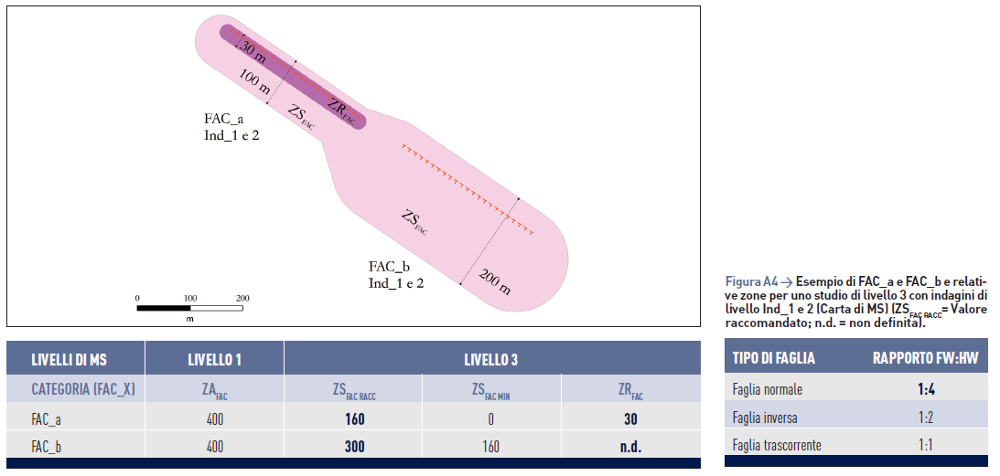 30 m
100 m
ZR FAC
ZS FAC
FAC_a
Ind_1 e 2
ZS FAC
FAC_b
Ind_1 e 2
200 m
0 100 200
m
Figura A4 → Esempio di FAC_a e FAC_b e relati-
ve zone per uno studio di livello 3 con indagini di
livello Ind_1 e 2 (Carta di MS) (ZS FAC RACC= Valore
raccomandato; n.d. = non definita).
LIVELLI DI MS LIVELLO 1 LIVELLO 3
CATEGORIA (FAC_X) ZA FAC ZS FAC RACC ZS FAC MIN ZR FAC
FAC_a 400 160 0 30
FAC_b 400 300 160 n.d.
TIPO DI FAGLIA RAPPORTO FW:HW
Faglia normale 1:4
Faglia inversa 1:2
Faglia trascorrente 1:1